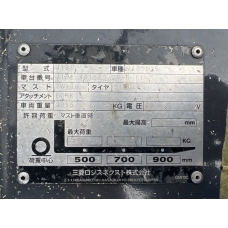 型式 車種
車台番号
マスト タイヤ
アタッチメント
車両重量 KG 電圧 V
許容荷重 マスト垂直時 最大揚高 mm
最大荷重 KG
荷重中心 500 700 900 mm
三菱ロジスネクスト株式会社